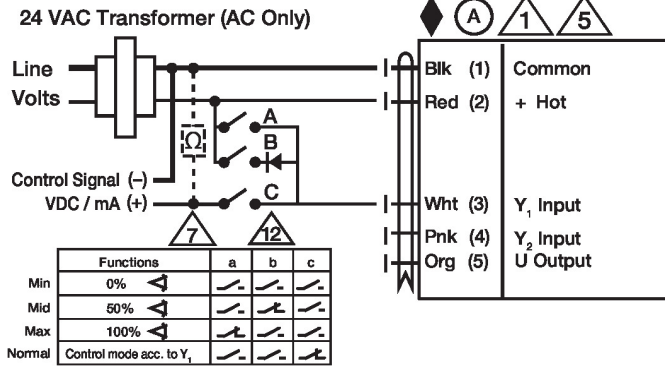 24 VAC Transformer (AC Only)
A 1 5
Line
Volts
Blk (1) Common
Red (2) + Hot
A
B
Ω
C
Control Signal (–)
VDC / mA (+)
Wht (3) Y1 Input
Pnk (4) Y2 Input
Org (5) U Output
7 12
Functions a b c
Min 0%
Mid 50%
Max 100%
Normal Control mode acc. to Y1